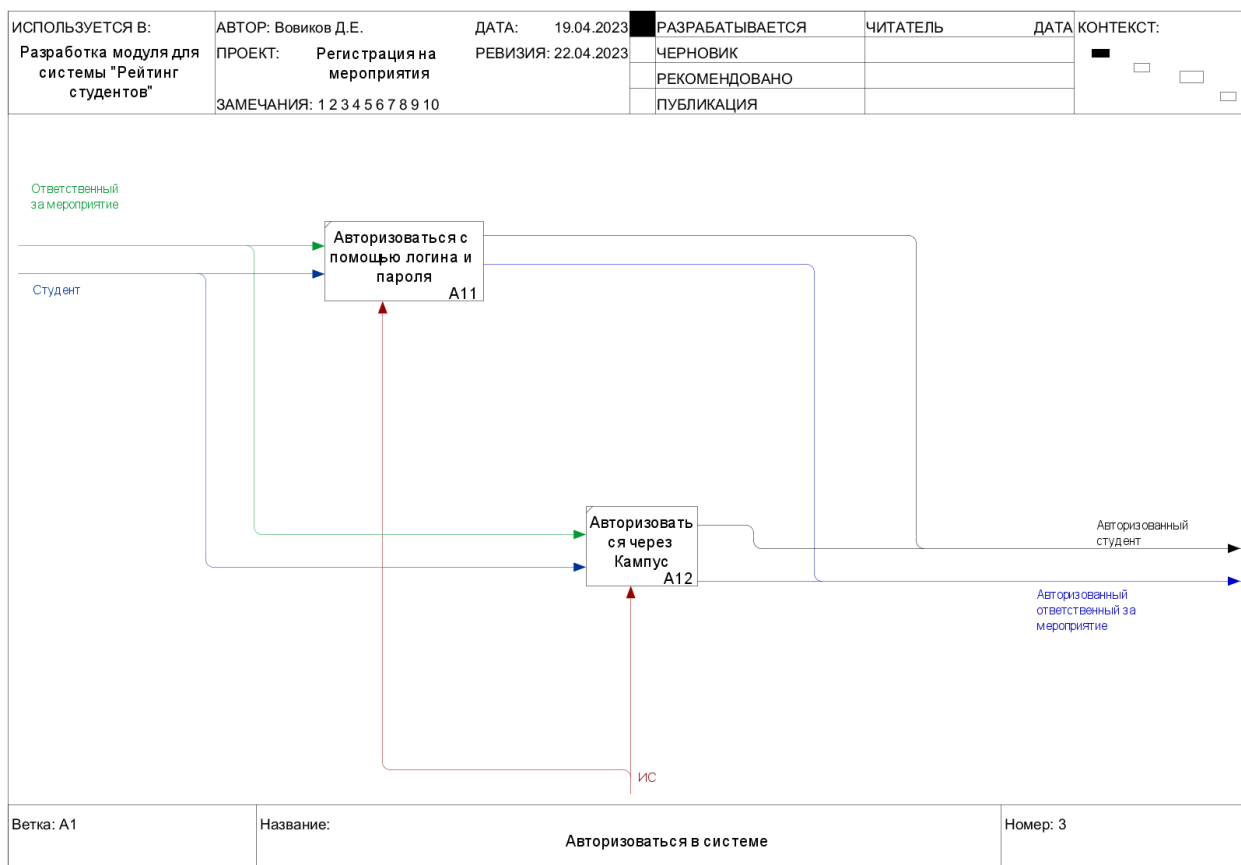 ИСПОЛЬЗУЕТСЯ В:
Разработка модуля для
системы "Рейтинг
студентов"
АВТОР: Вовиков Д.Е.
ДАТА: 19.04.2023
ПРОЕКТ: Регистрация на
мероприятия
РЕВИЗИЯ: 22.04.2023
ЗАМЕЧАНИЯ: 1 2 3 4 5 6 7 8 9 10
РАЗРАБАТЫВАЕТСЯ
ЧЕРНОВИК
РЕКОМЕНДОВАНО
ПУБЛИКАЦИЯ
ЧИТАТЕЛЬ
ДАТА
КОНТЕКСТ:
Ответственный
за мероприятие
Студент
Авторизоваться с
помощью логина и
пароля
A11
Авторизовать
ся через
Кампус
A12
Авторизованный
студент
Авторизованный
ответственный за
мероприятие
ИС
Ветка: A1
Название:
Авторизоваться в системе
Номер: 3